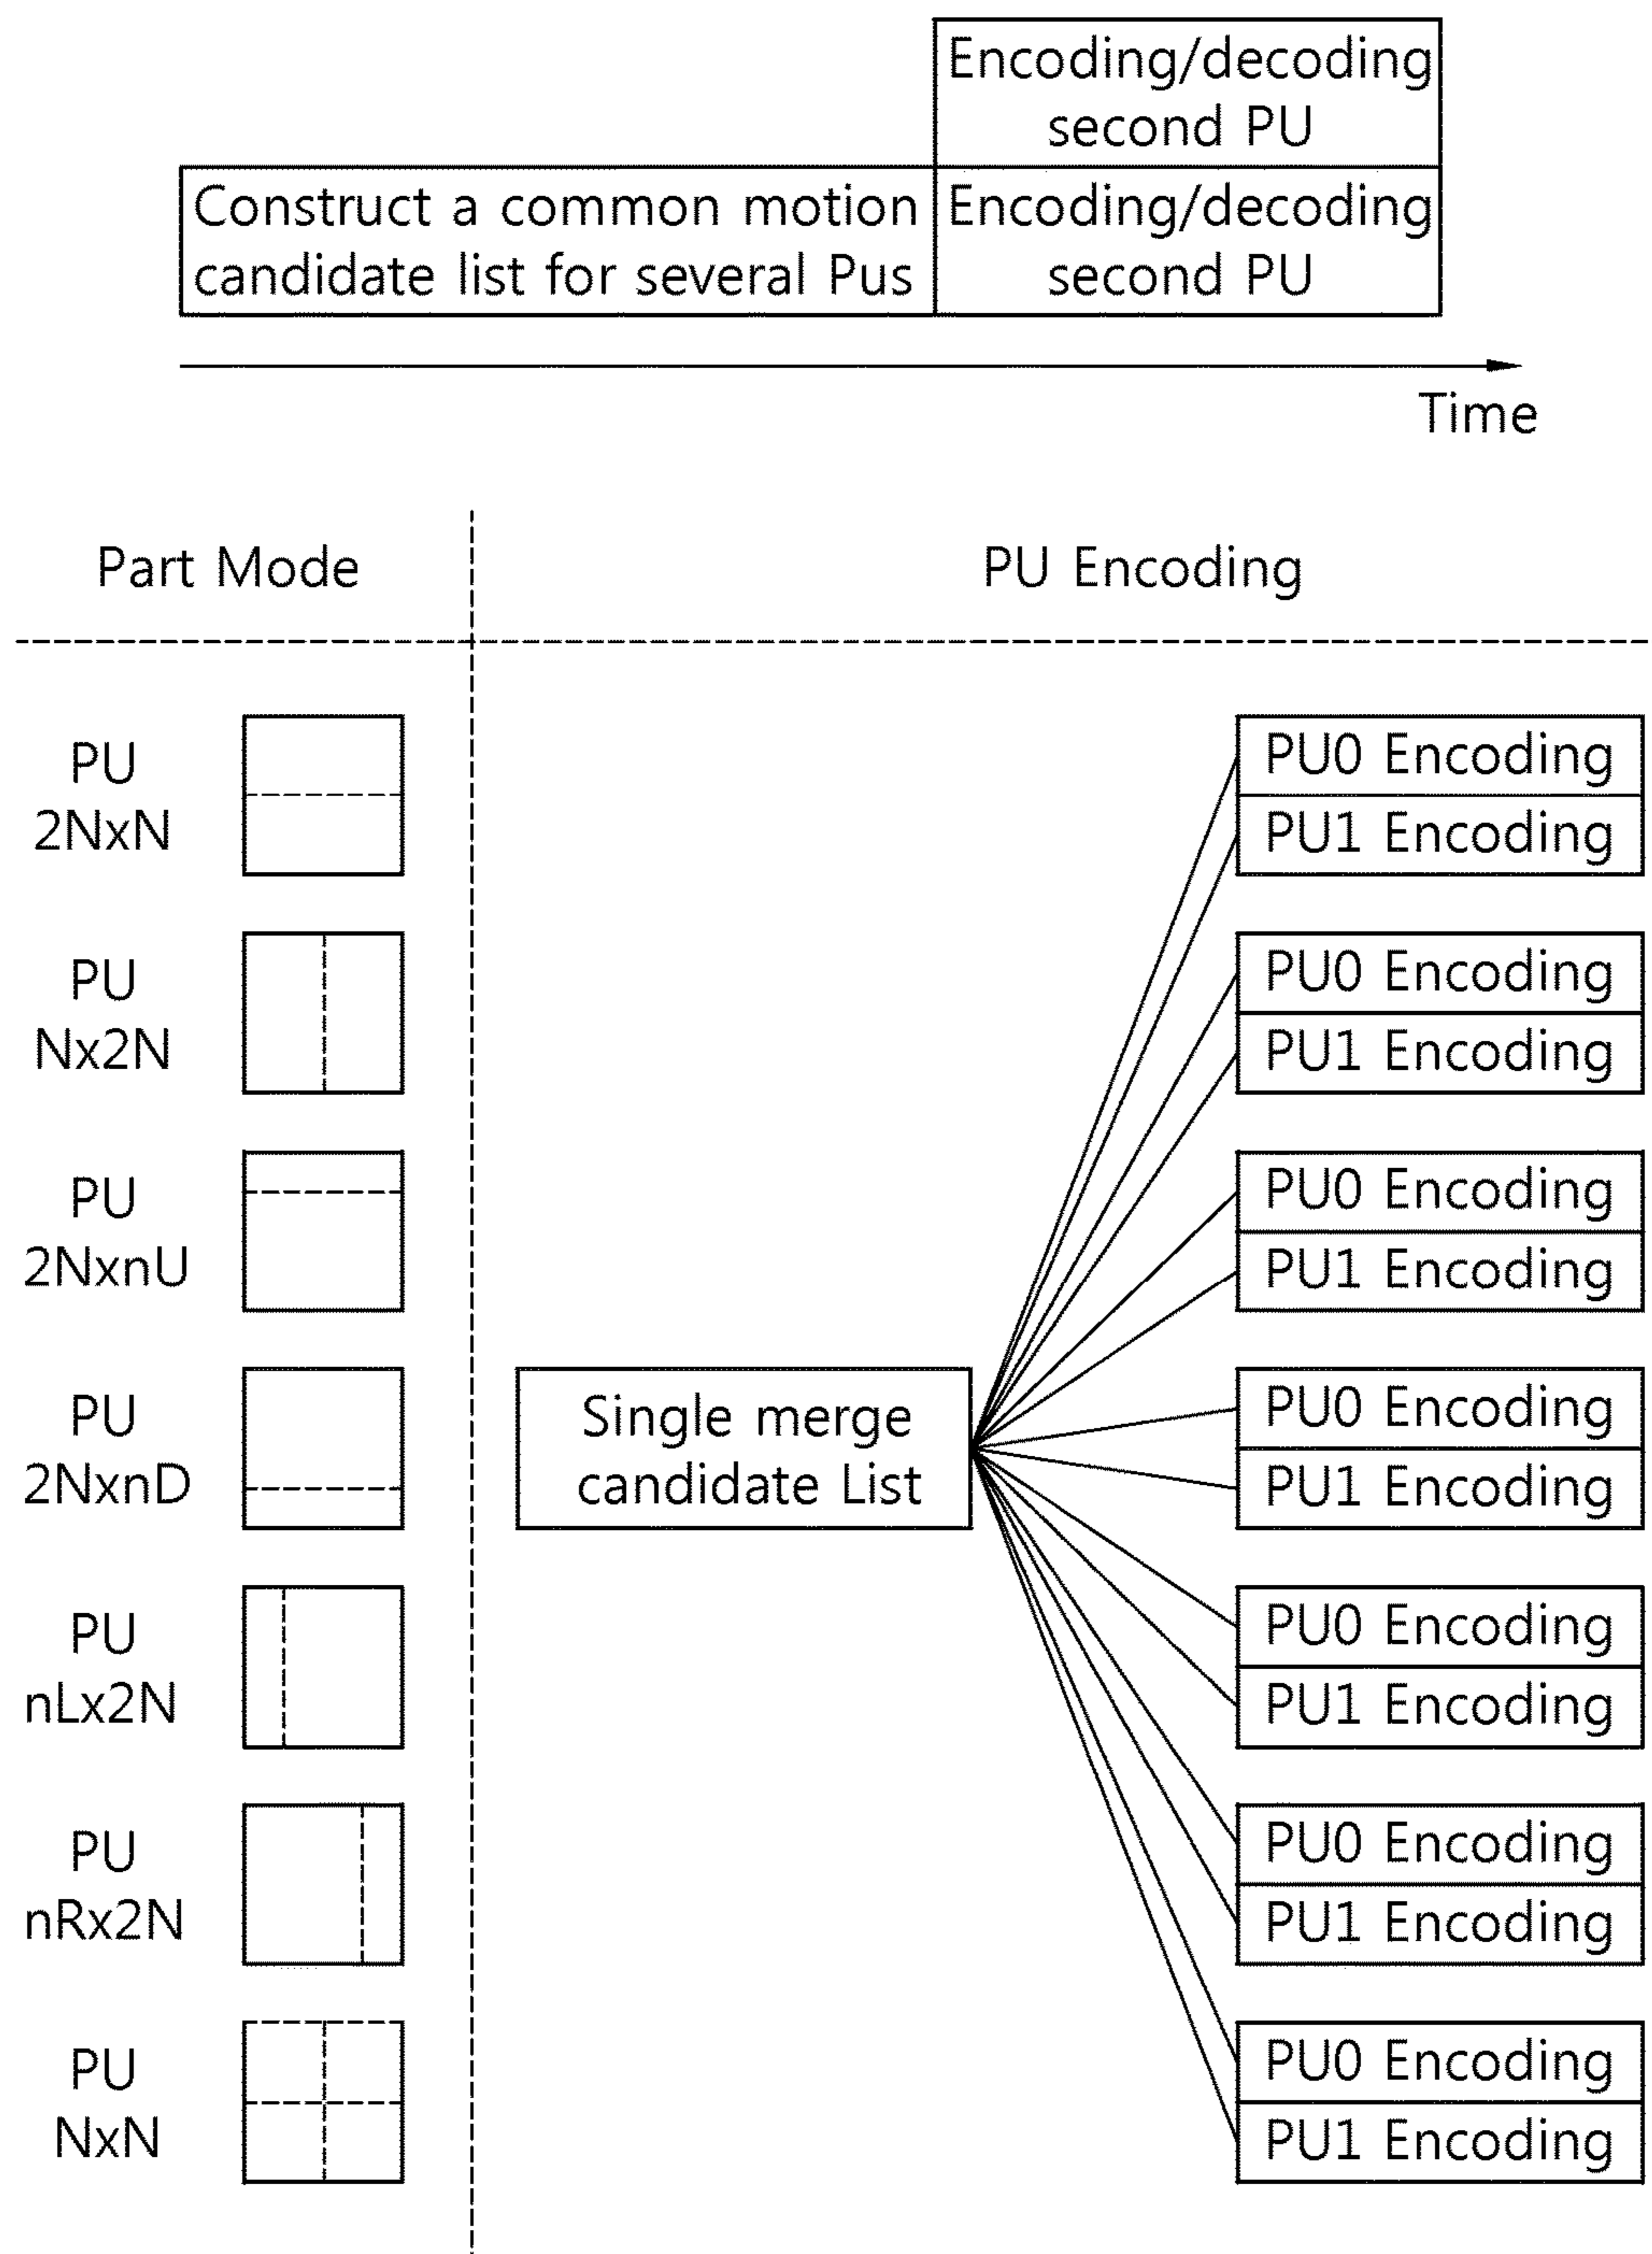 Encoding/decoding
second PU
Construct a common motion
candidate list for several Pus
Encoding/decoding
second PU
Time
Part Mode
PU Encoding
PU
2NxN
PU0 Encoding
PU1 Encoding
PU
Nx2N
PU0 Encoding
PU1 Encoding
PU
2NxnU
PU0 Encoding
PU1 Encoding
PU
2NxnD
Single merge
candidate List
PU0 Encoding
PU1 Encoding
PU
nLx2N
PU0 Encoding
PU1 Encoding
PU
nRx2N
PU0 Encoding
PU1 Encoding
PU
NxN
PU0 Encoding
PU1 Encoding